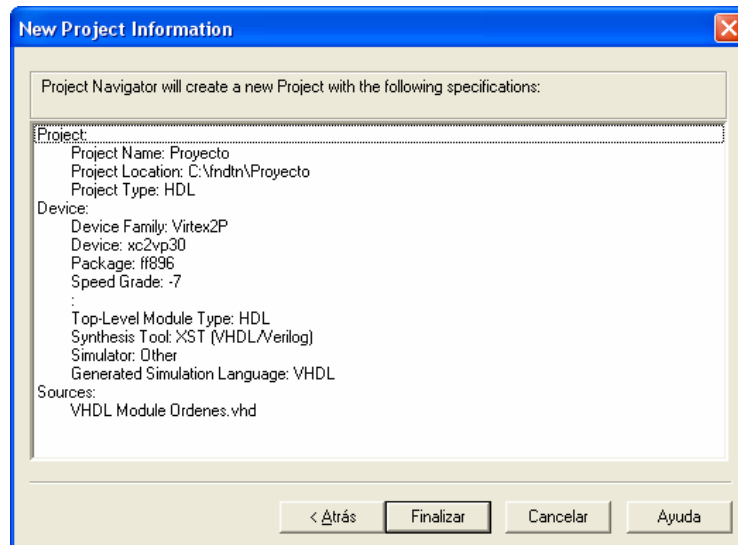 New Project Information
Project Navigator will create a new Project with the following specifications:
Project:
Project Name: Proyecto
Project Location: C:\fndtn\Proyecto
Project Type: HDL
Device:
Device Family: Virtex2P
Device: xc2vp30
Package: ff896
Speed Grade: -7
:
Top-Level Module Type: HDL
Synthesis Tool: XST (VHDL/Verilog)
Simulator: Other
Generated Simulation Language: VHDL
Sources:
VHDL Module Ordenes.vhd
< Atrás Finalizar Cancelar Ayuda